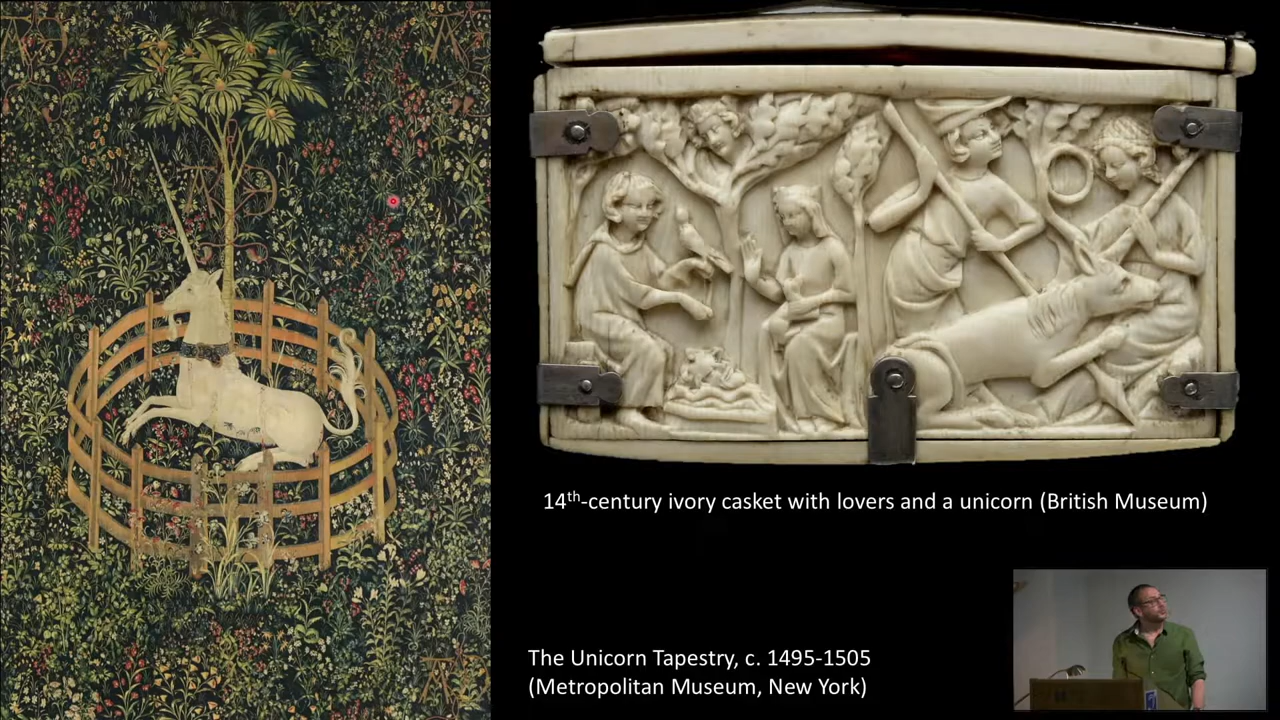 14th-century ivory casket with lovers and a unicorn (British Museum)
The Unicorn Tapestry, c. 1495-1505
(Metropolitan Museum, New York)